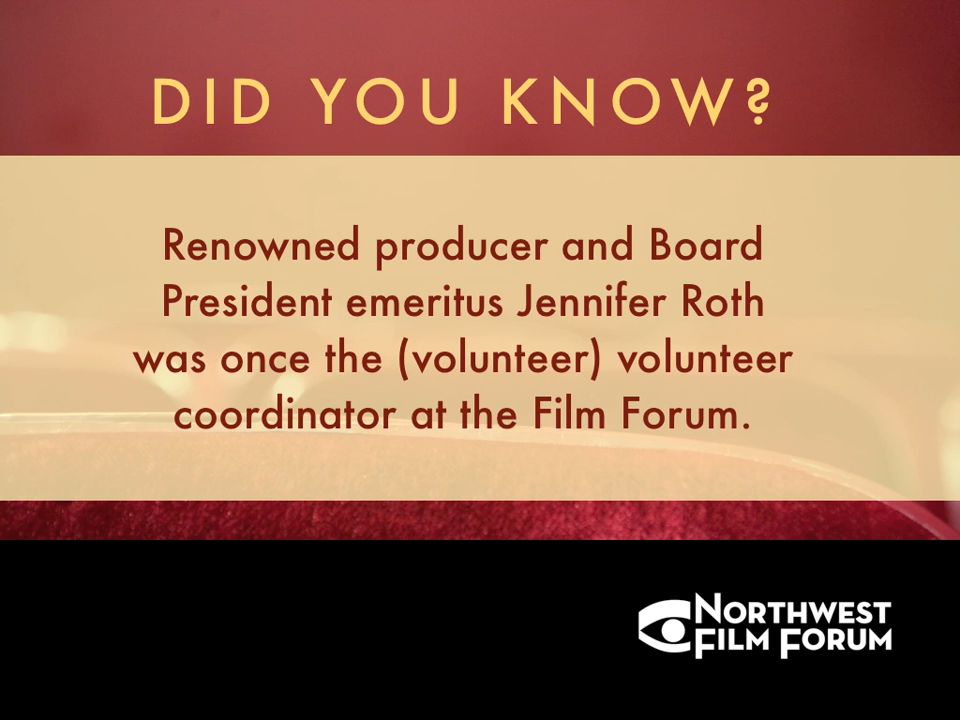 DID YOU KNOW?
Renowned producer and Board
President emeritus Jennifer Roth
was once the (volunteer) volunteer
coordinator at the Film Forum.
NORTHWEST
FILM FORUM